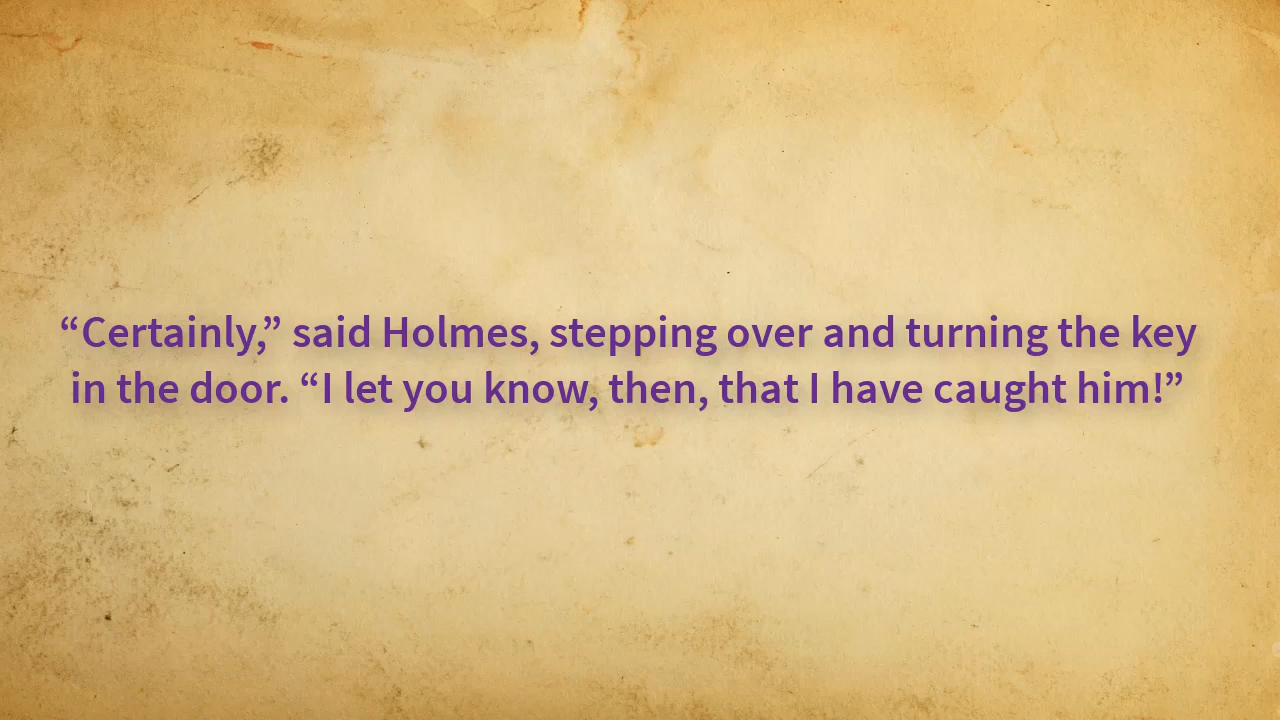 “Certainly,” said Holmes, stepping over and turning the key
in the door. “I let you know, then, that I have caught him!”